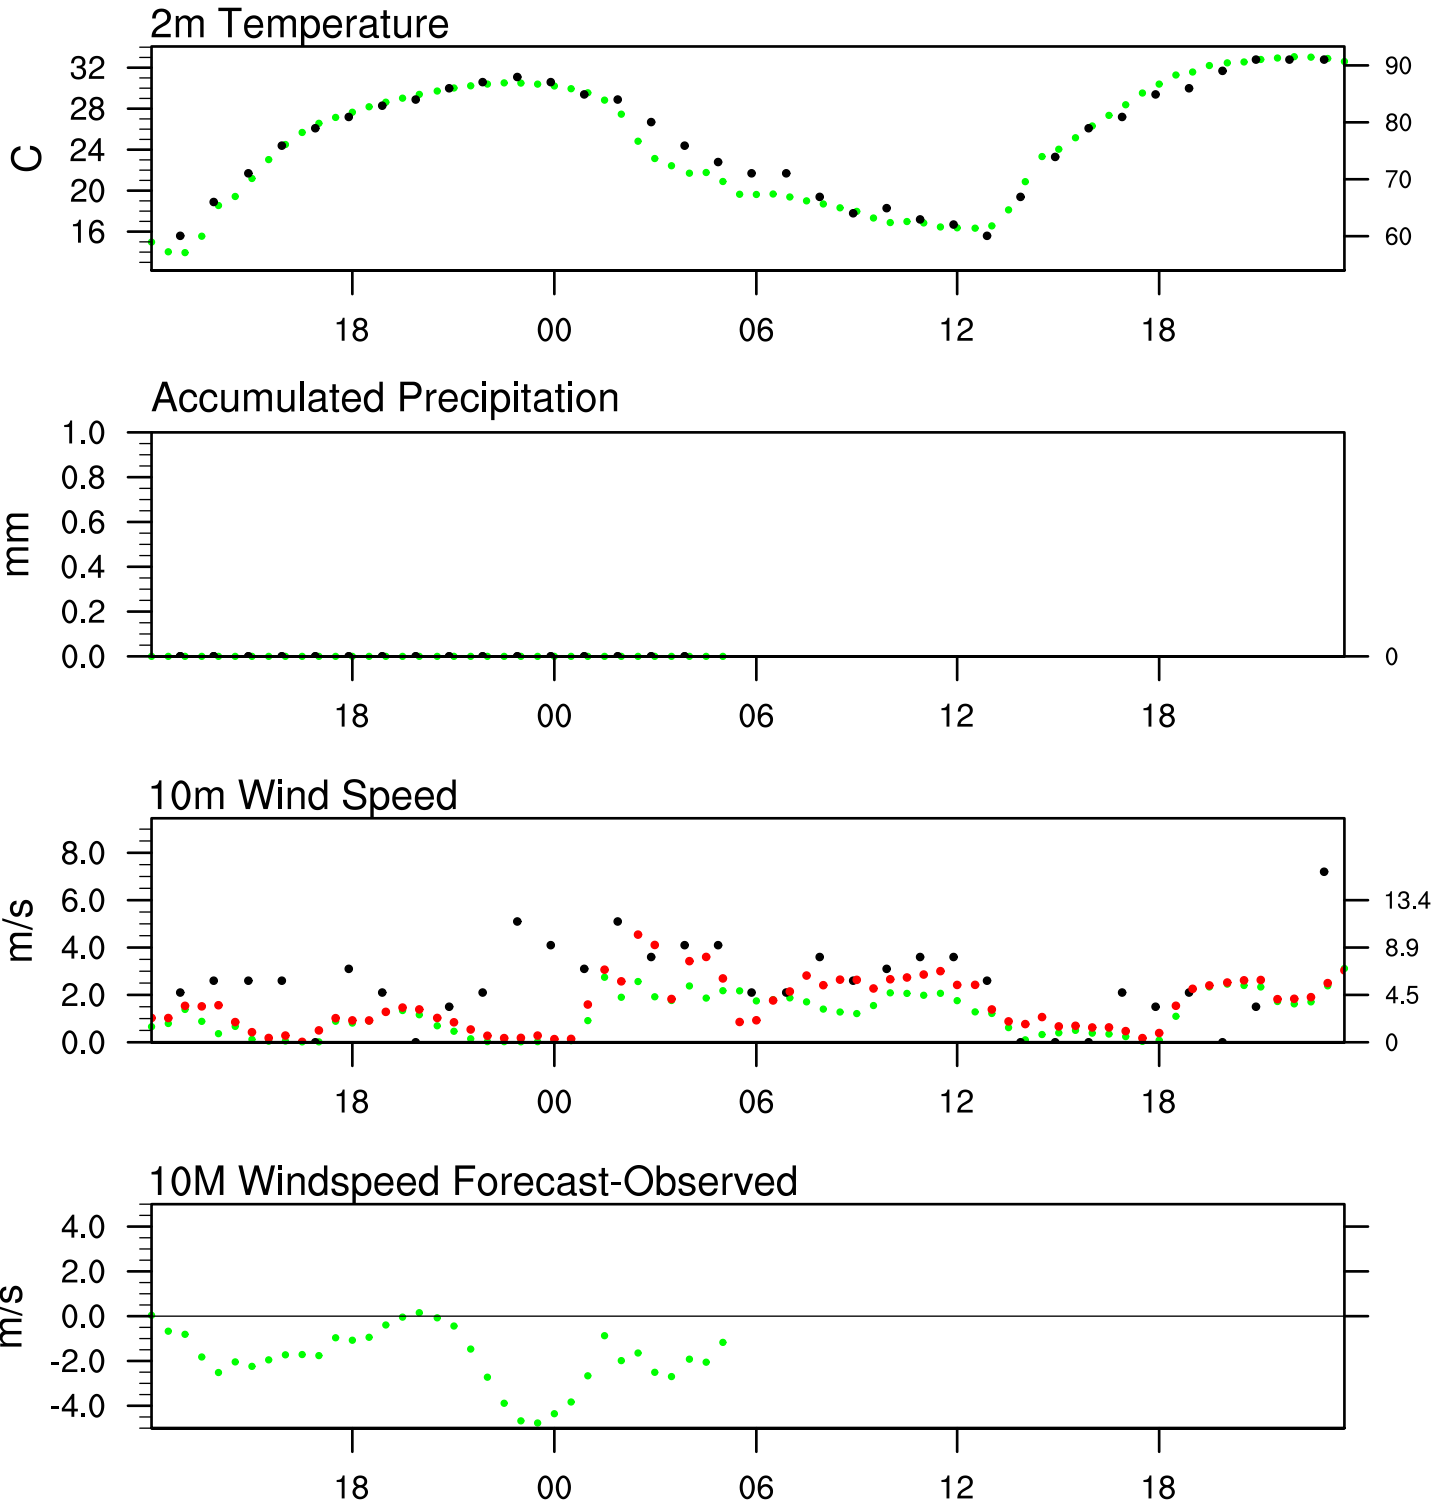 2m Temperature
32
28
24
20
16
C
90
80
70
60
18 00 06 12 18
Accumulated Precipitation
1.0
0.8
0.6
0.4
0.2
0.0
mm
0
18 00 06 12 18
10m Wind Speed
8.0
6.0
4.0
2.0
0.0
m/s
13.4
8.9
4.5
0
18 00 06 12 18
10M Windspeed Forecast-Observed
4.0
2.0
0.0
-2.0
-4.0
m/s
18 00 06 12 18